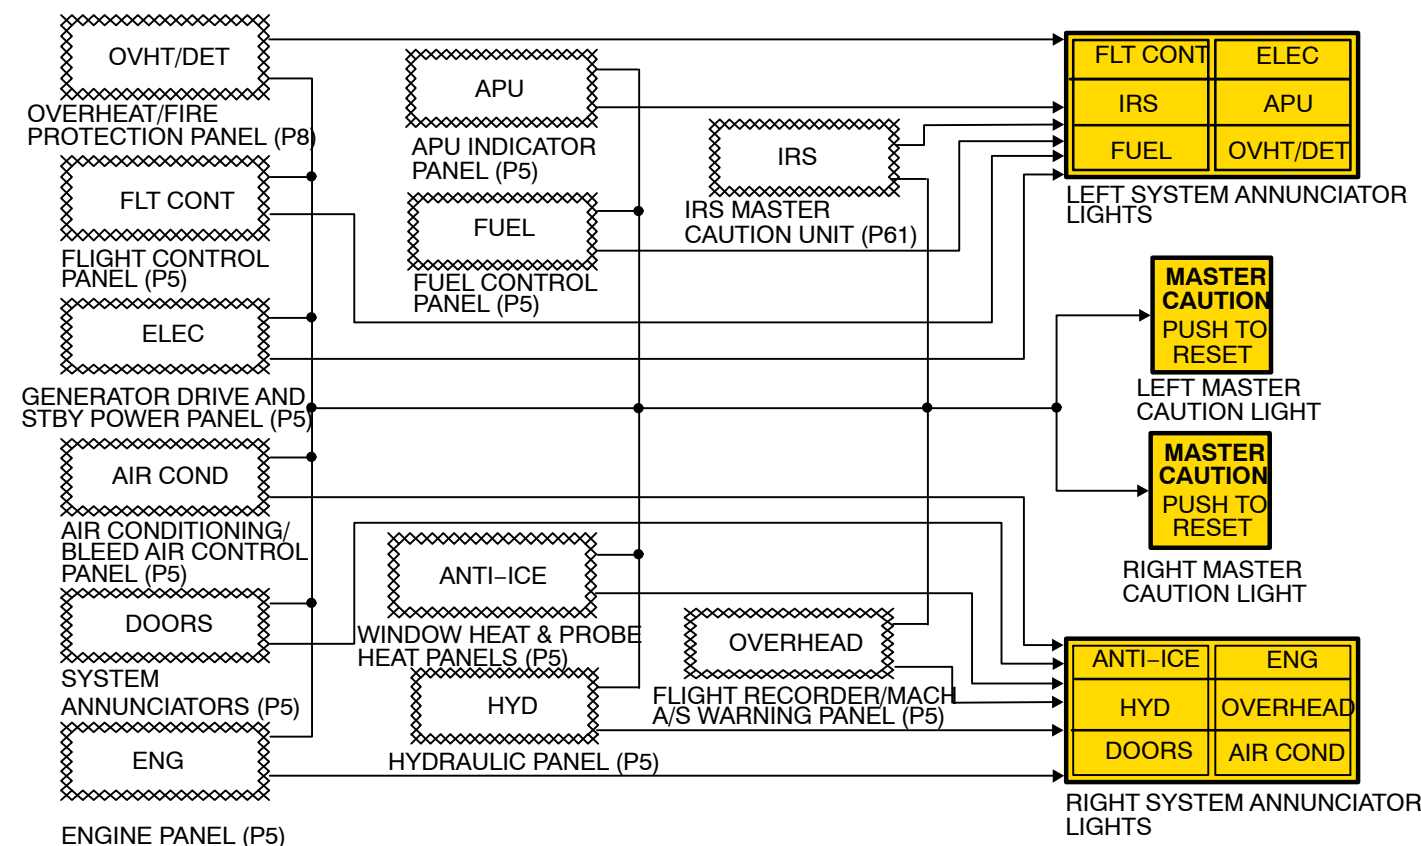 OVHT/DET
OVERHEAT/FIRE
PROTECTION PANEL (P8)
FLT CONT
FLIGHT CONTROL
PANEL (P5)
ELEC
GENERATOR DRIVE AND
STBY POWER PANEL (P5)
AIR COND
AIR CONDITIONING/
BLEED AIR CONTROL
PANEL (P5)
DOORS
SYSTEM
ANNUNCIATORS (P5)
ENG
ENGINE PANEL (P5)
APU
APU INDICATOR
PANEL (P5)
FUEL
FUEL CONTROL
PANEL (P5)
ANTI–ICE
WINDOW HEAT & PROBE
HEAT PANELS (P5)
HYD
HYDRAULIC PANEL (P5)
IRS
IRS MASTER
CAUTION UNIT (P61)
OVERHEAD
FLIGHT RECORDER/MACH
A/S WARNING PANEL (P5)
FLT CONT ELEC
IRS APU
FUEL OVHT/DET
LEFT SYSTEM ANNUNCIATOR
LIGHTS
MASTER
CAUTION
PUSH TO
RESET
LEFT MASTER
CAUTION LIGHT
MASTER
CAUTION
PUSH TO
RESET
RIGHT MASTER
CAUTION LIGHT
ANTI–ICE ENG
HYD OVERHEAD
DOORS AIR COND
RIGHT SYSTEM ANNUNCIATOR
LIGHTS